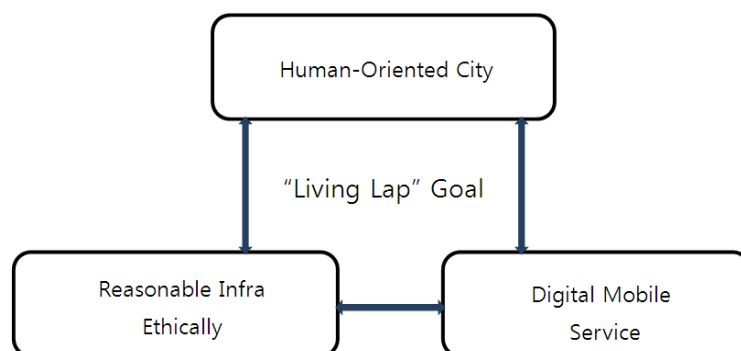 Human-Oriented City
“Living Lap” Goal
Reasonable Infra
Ethically
Digital Mobile
Service